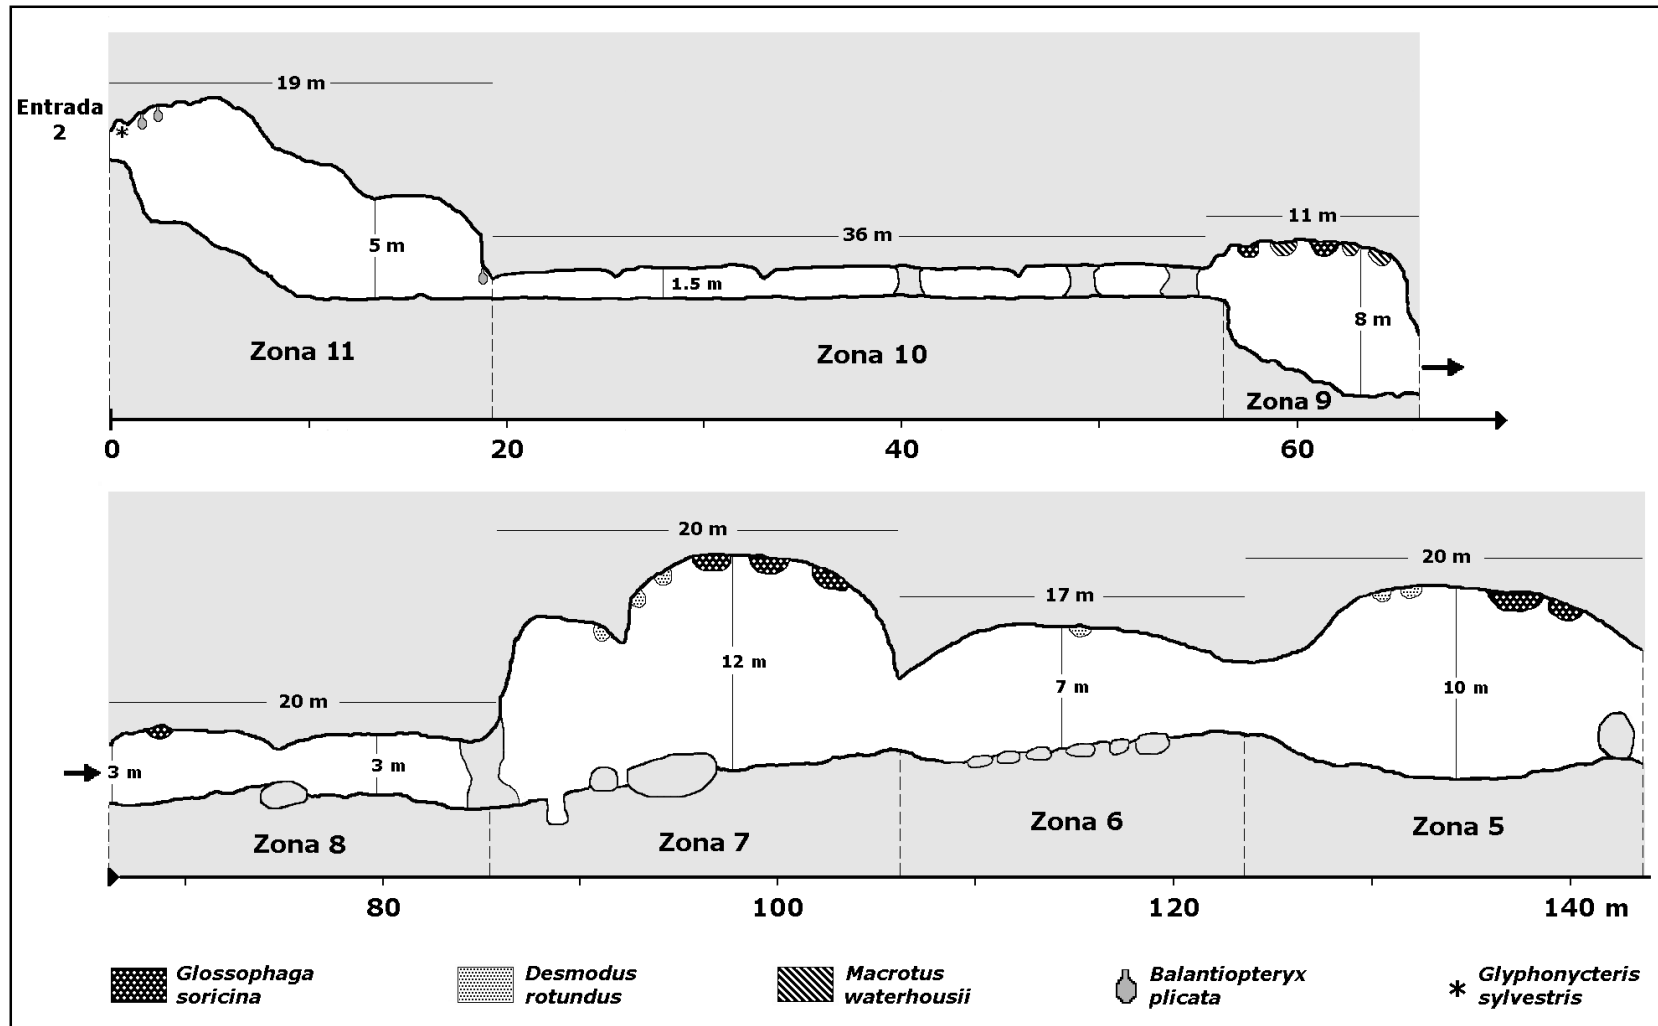 19 m
Entrada
2
5 m
36 m
1.5 m
11 m
8 m
Zona 11
Zona 10
Zona 9
0
20
40
60
20 m
20 m
17 m
20 m
3 m
3 m
12 m
7 m
10 m
Zona 8
Zona 7
Zona 6
Zona 5
80
100
120
140 m
Glossophaga
soricina
Desmodus
rotundus
Macrotus
waterhousii
Balantiopteryx
plicata
* Glyphonycteris
sylvestris